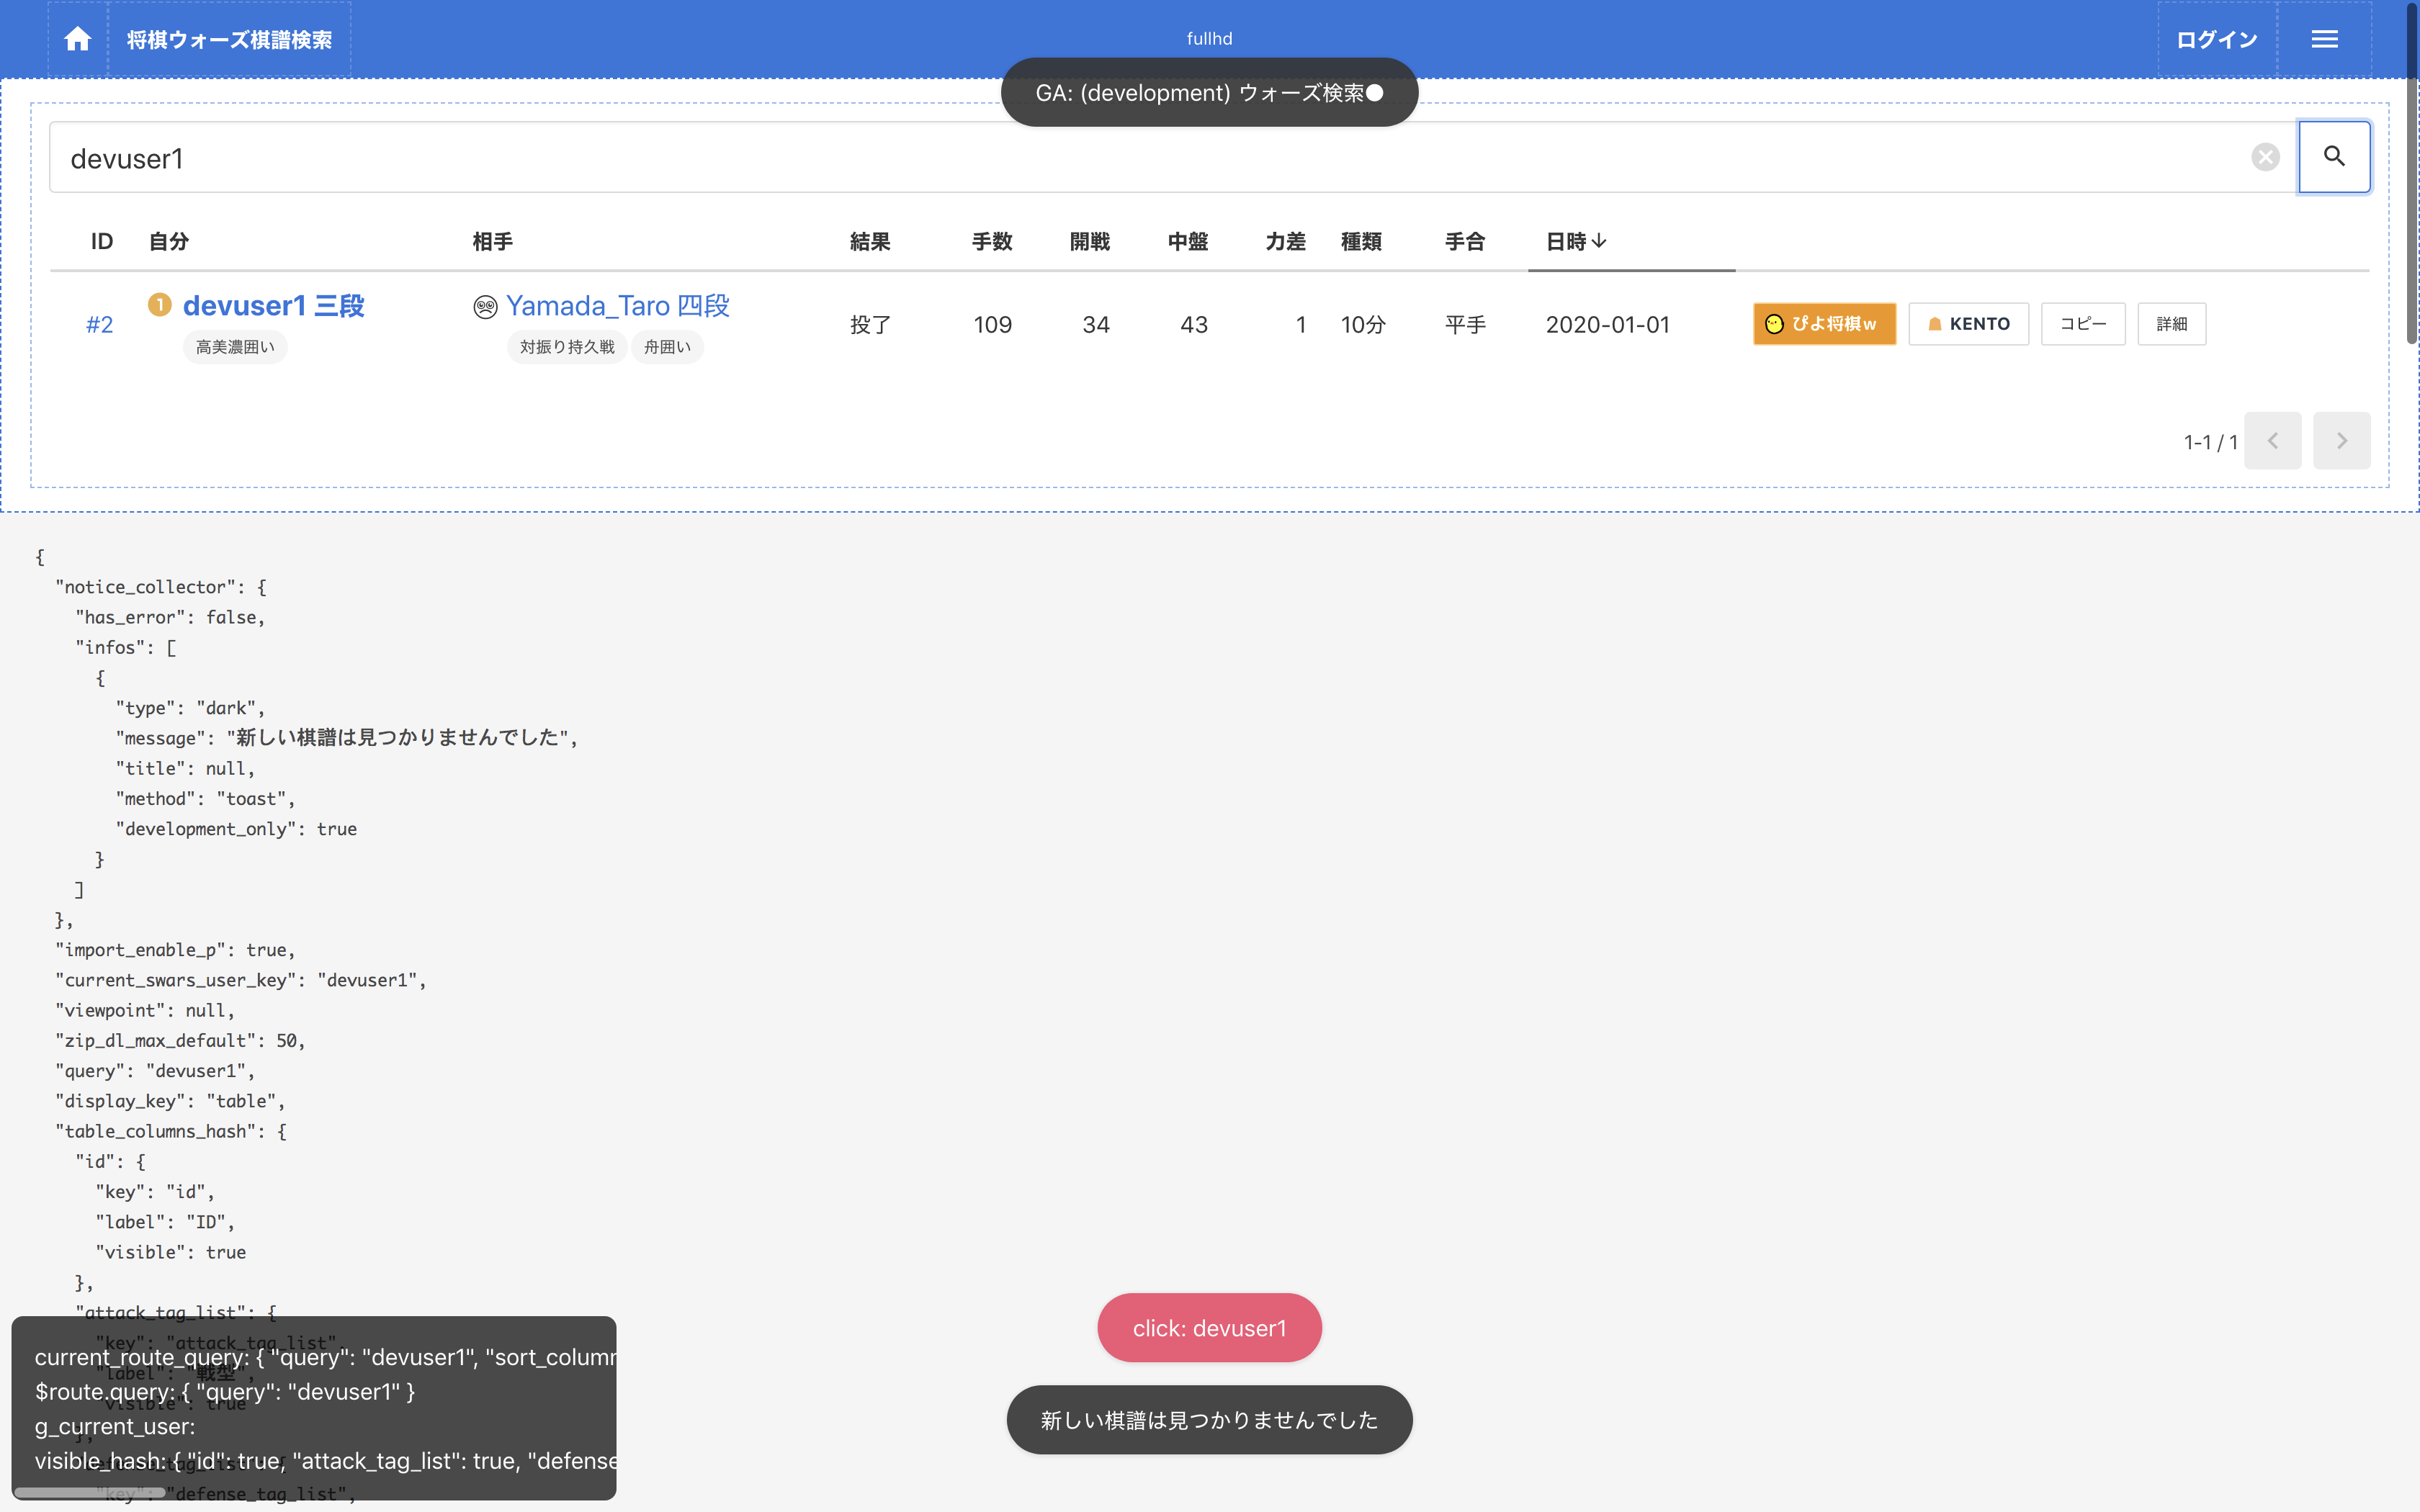 将棋ウォーズ棋譜検索
fullhd
ログイン
GA: (development) ウォーズ検索●
devuser1
ID 自分 相手 結果 手数 開戦 中盤 力差 種類 手合 日時
#2 1 devuser1 三段 Yamada_Taro 四段 投了 109 34 43 1 10分 平手 2020-01-01 ぴよ将棋w KENTO コピー 詳細
高美濃囲い 対振り持久戦 舟囲い
1-1 / 1
{
"notice_collector": {
"has_error": false,
"infos": [
{
"type": "dark",
"message": "新しい棋譜は見つかりませんでした",
"title": null,
"method": "toast",
"development_only": true
}
]
},
"import_enable_p": true,
"current_swars_user_key": "devuser1",
"viewpoint": null,
"zip_dl_max_default": 50,
"query": "devuser1",
"display_key": "table",
"table_columns_hash": {
"id": {
"key": "id",
"label": "ID",
"visible": true
},
"attack_tag_list": {
"key": "attack_tag_list",
"label": "戦型",
"visible": true
},
"defense_tag_list": {
"key": "defense_tag_list",
current_route_query: { "query": "devuser1", "sort_column
$route.query: { "query": "devuser1" }
g_current_user:
visible_hash: { "id": true, "attack_tag_list": true, "defense
click: devuser1
新しい棋譜は見つかりませんでした